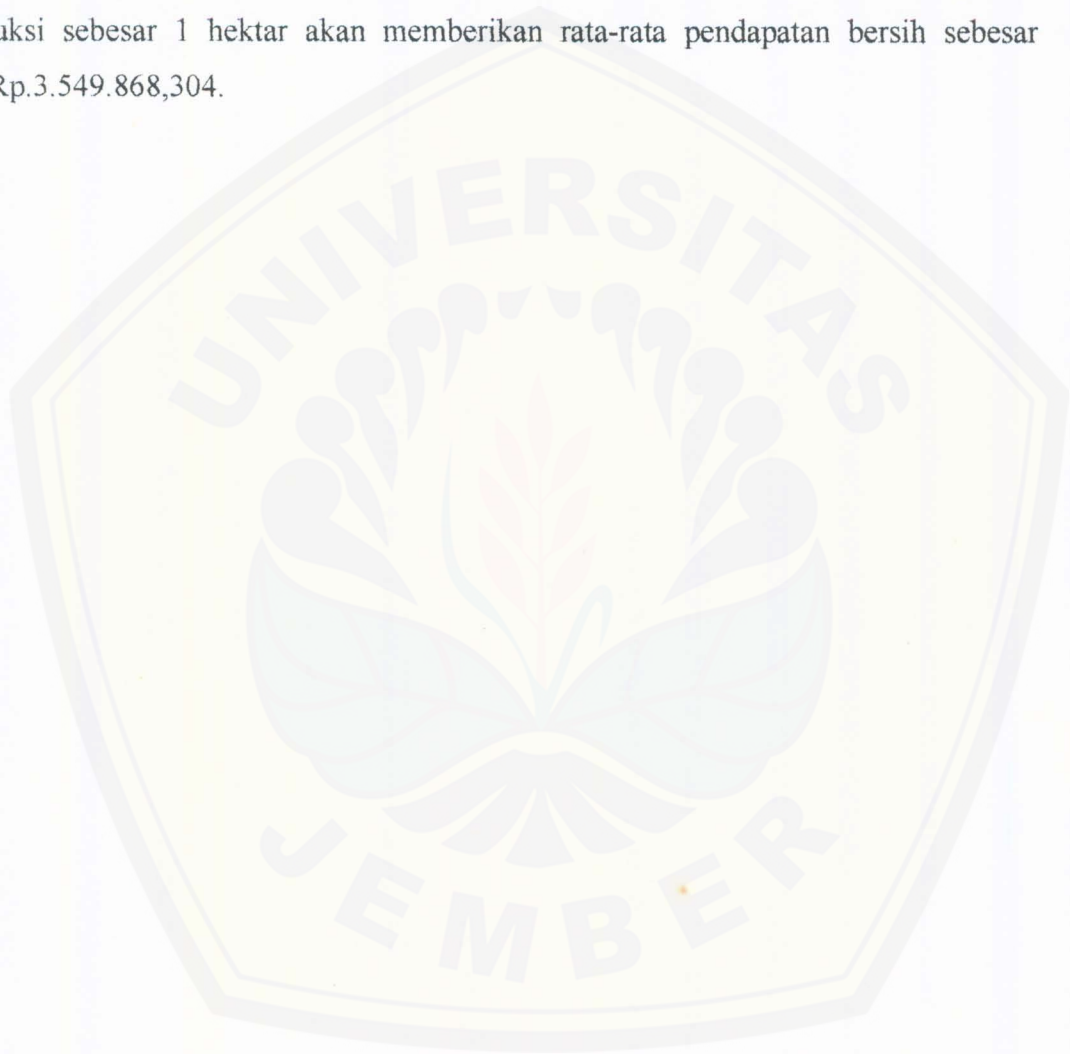 uksi sebesar 1 hektar akan memberikan rata-rata pendapatan bersih sebesar
Rp.3.549.868,304.
UNIVERSITAS
JEMBER